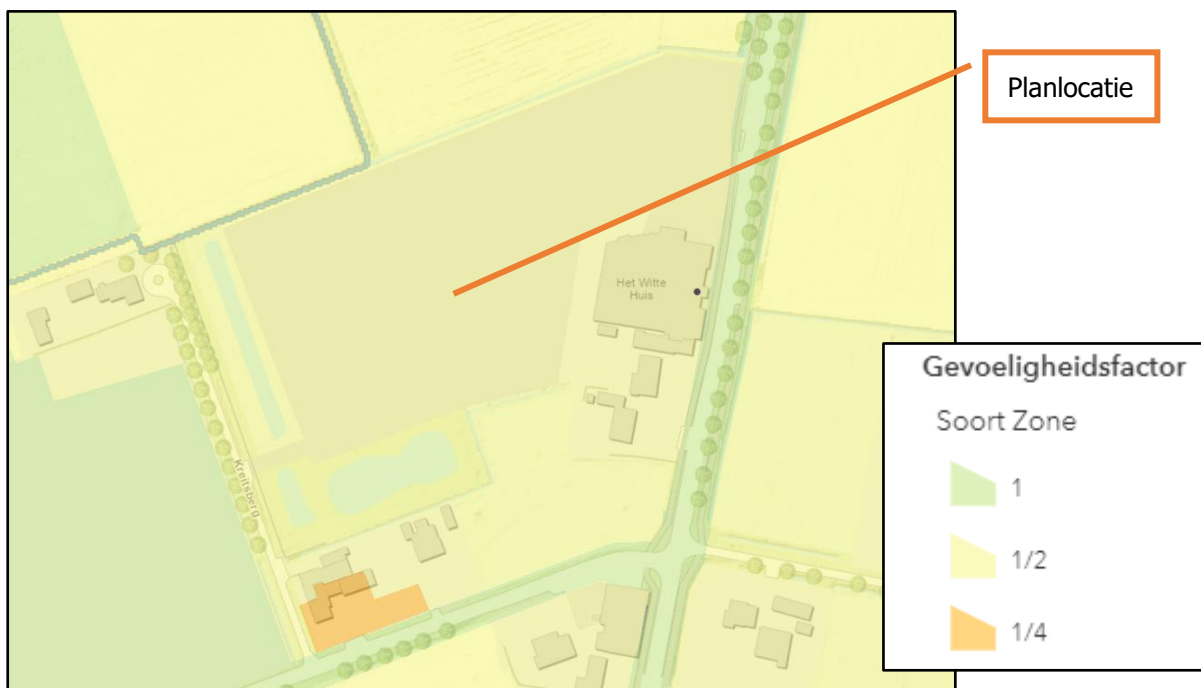 Planlocatie
Het Witte
Huis
Kreitsberg
Gevoeligheidsfactor
Soort Zone
1
1/2
1/4